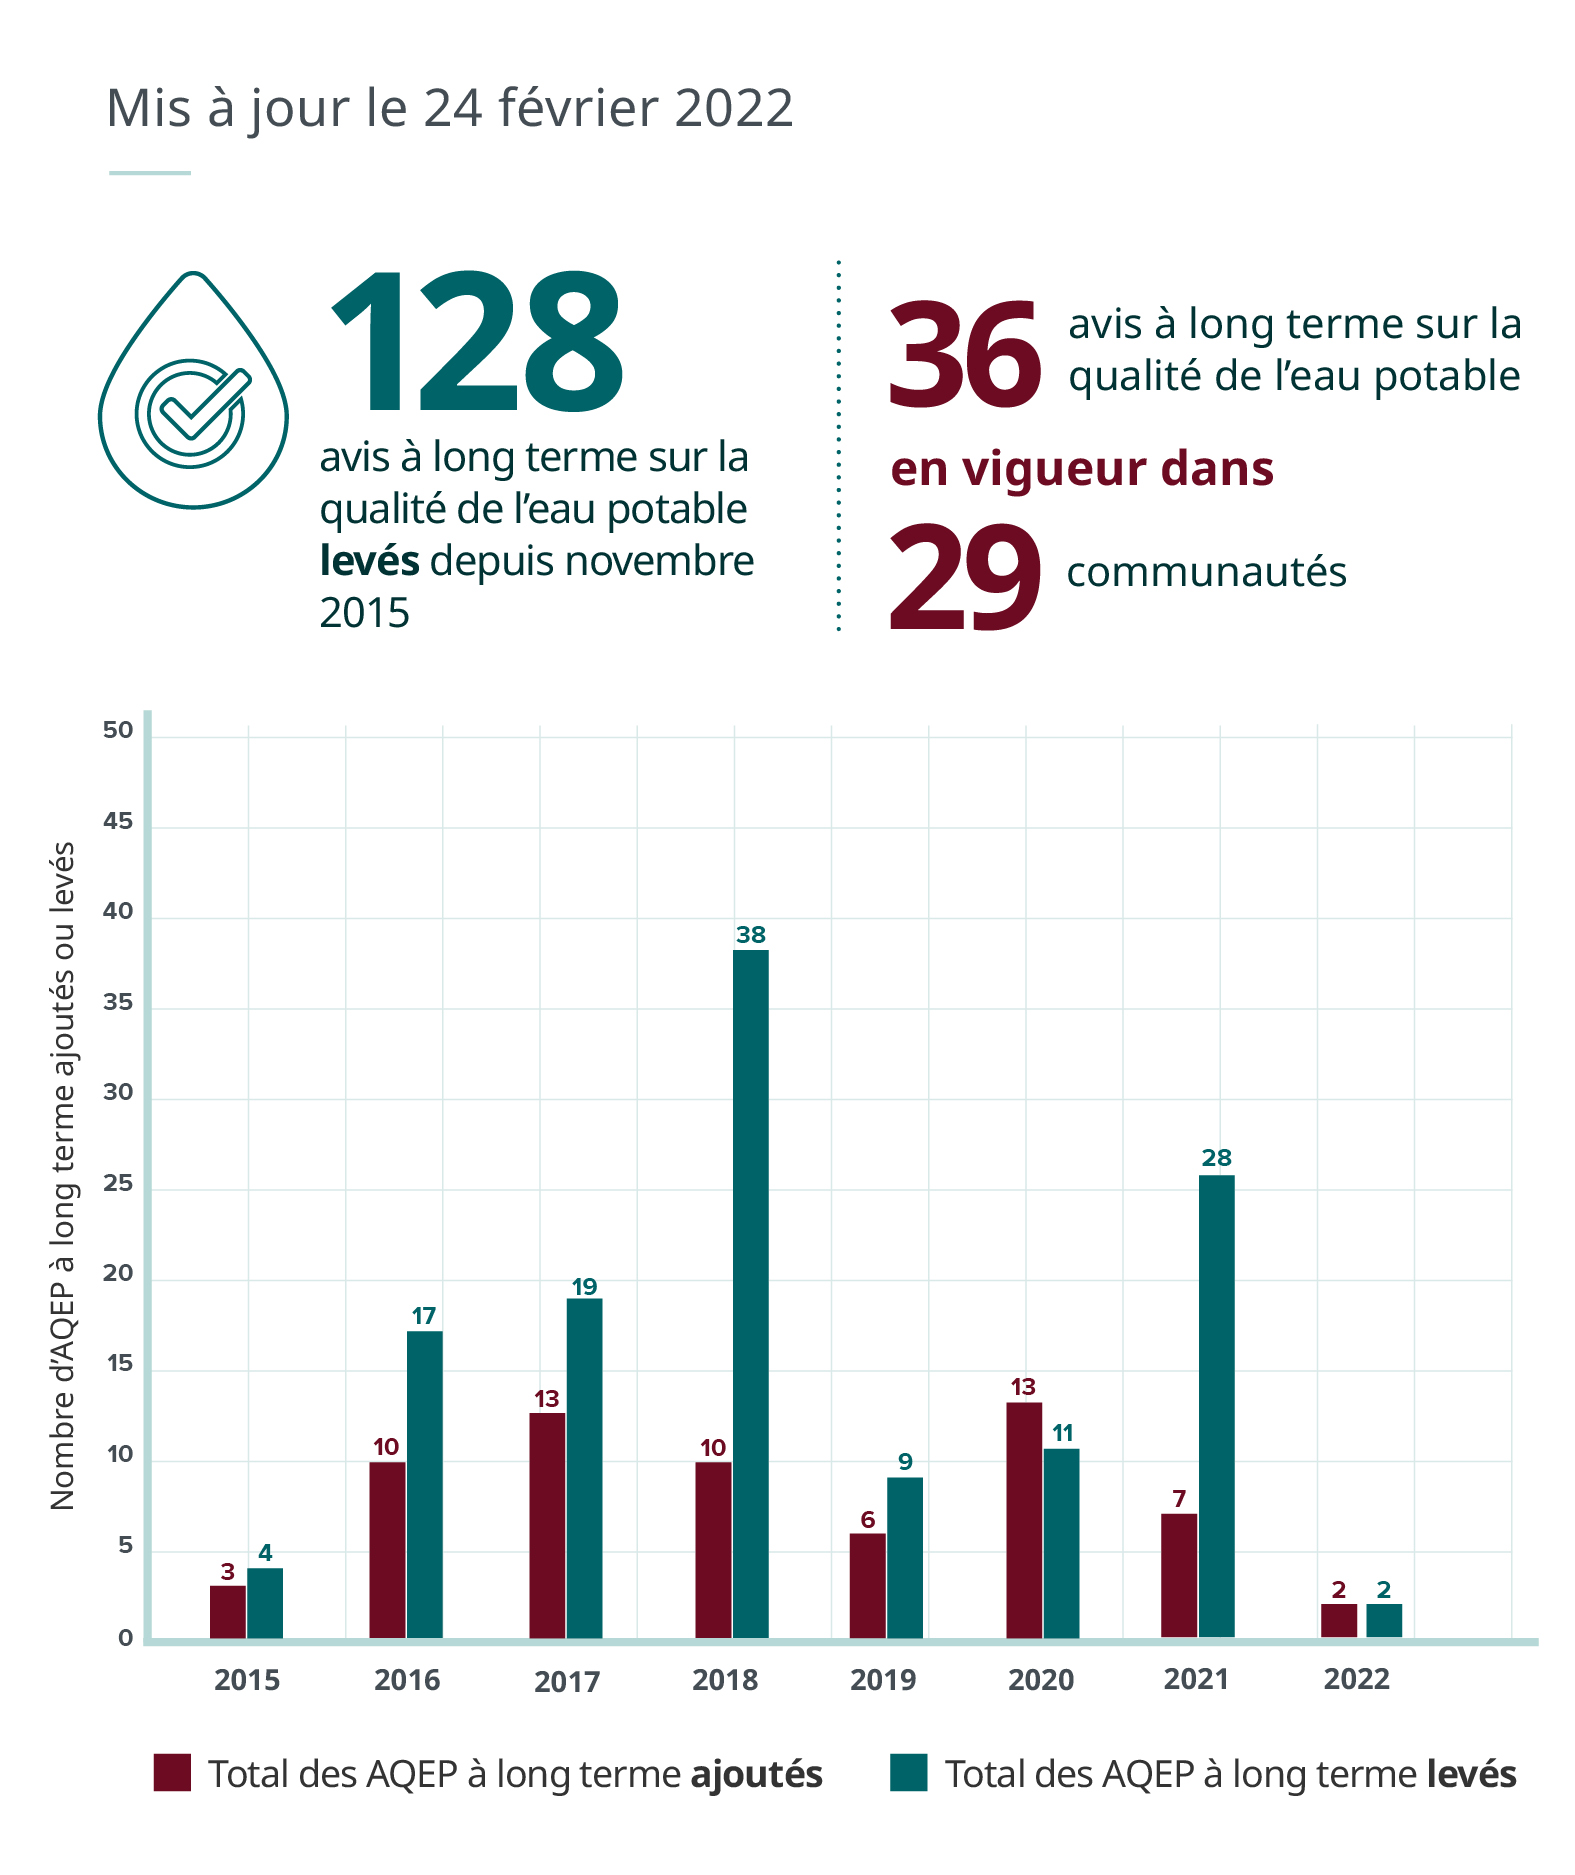 Mis à jour le 24 février 2022
128
avis à long terme sur la
qualité de l’eau potable
levés depuis novembre
2015
36 avis à long terme sur la
qualité de l’eau potable
en vigueur dans
29 communautés
Nombre d’AQEP à long terme ajoutés ou levés
50
45
40
35
30
25
20
15
10
5
0
3 4
10 17
13 19
10 38
6 9
13 11
7 28
2 2
2015 2016 2017 2018 2019 2020 2021 2022
Total des AQEP à long terme ajoutés
Total des AQEP à long terme levés